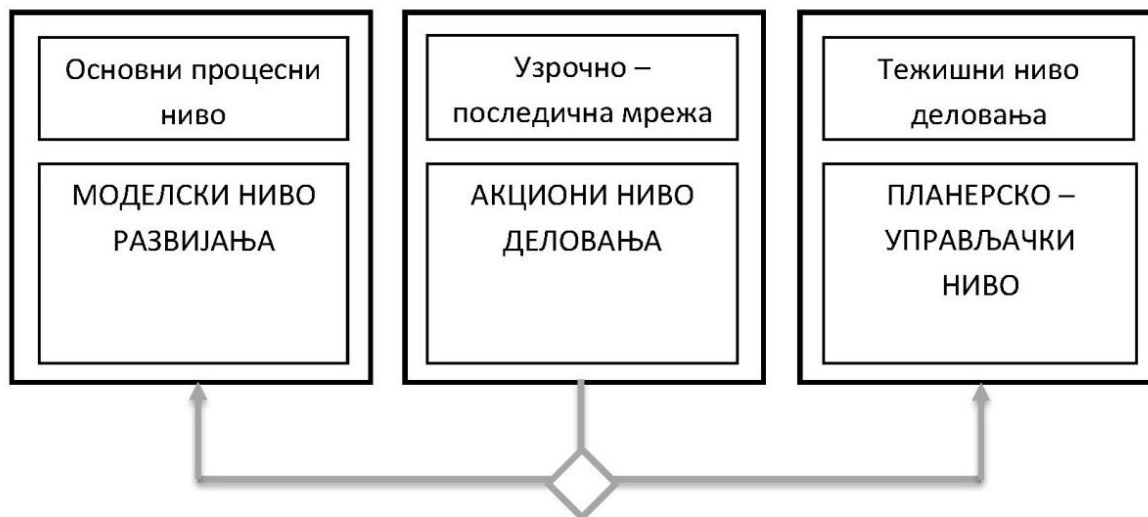 Основни процесни
ниво
МОДЕЛСКИ НИВО
РАЗВИЈАЊА
Узрочно –
последична мрежа
АКЦИОНИ НИВО
ДЕЛОВАЊА
Тежишни ниво
деловања
ПЛАНЕРСКО –
УПРАВЉАЧКИ
НИВО